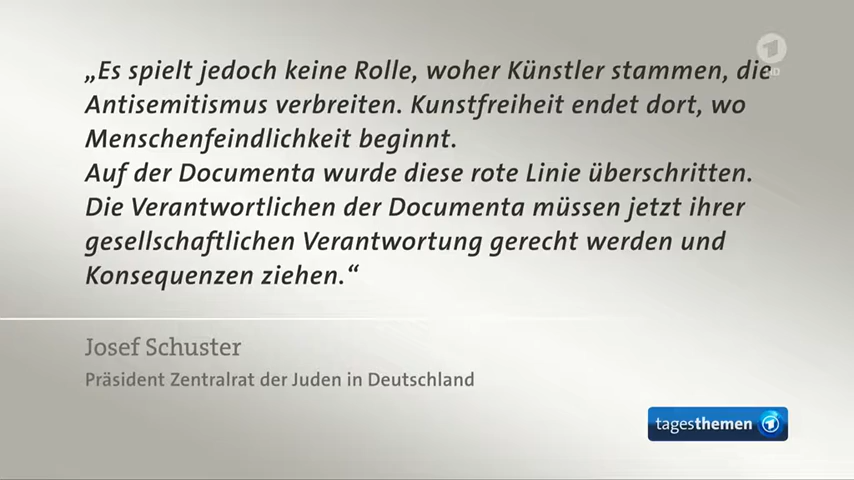 „Es spielt jedoch keine Rolle, woher Künstler stammen, die
Antisemitismus verbreiten. Kunstfreiheit endet dort, wo
Menschenfeindlichkeit beginnt.
Auf der Documenta wurde diese rote Linie überschritten.
Die Verantwortlichen der Documenta müssen jetzt ihrer
gesellschaftlichen Verantwortung gerecht werden und
Konsequenzen ziehen.“
Josef Schuster
Präsident Zentralrat der Juden in Deutschland
tagesthemen